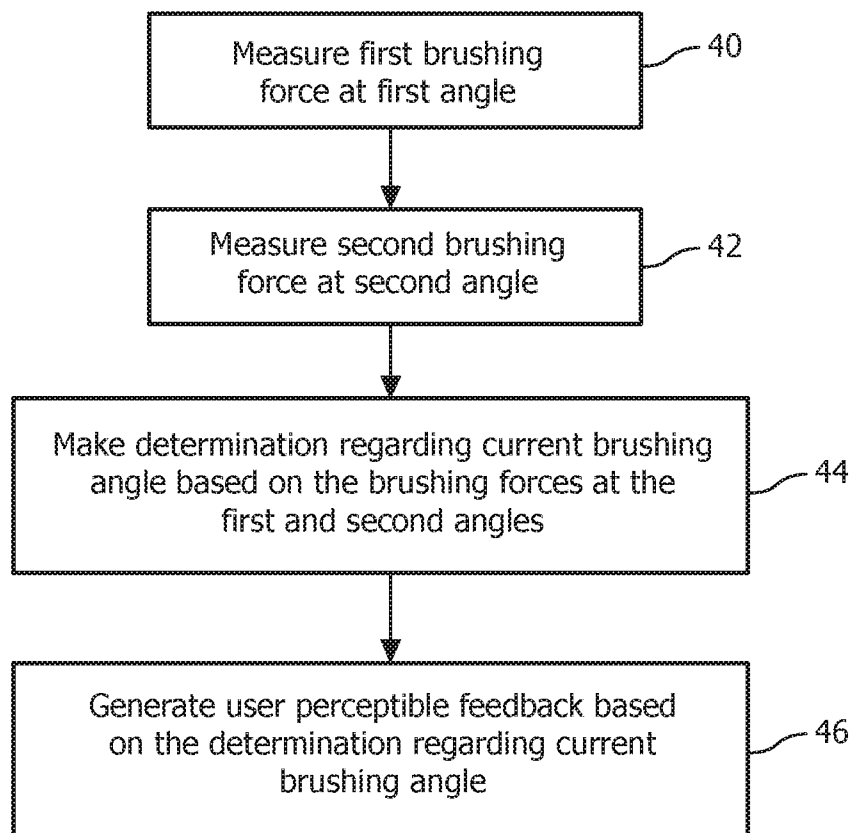 Measure first brushing
force at first angle
40
Measure second brushing
force at second angle
42
Make determination regarding current brushing
angle based on the brushing forces at the
first and second angles
44
Generate user perceptible feedback based
on the determination regarding current
brushing angle
46